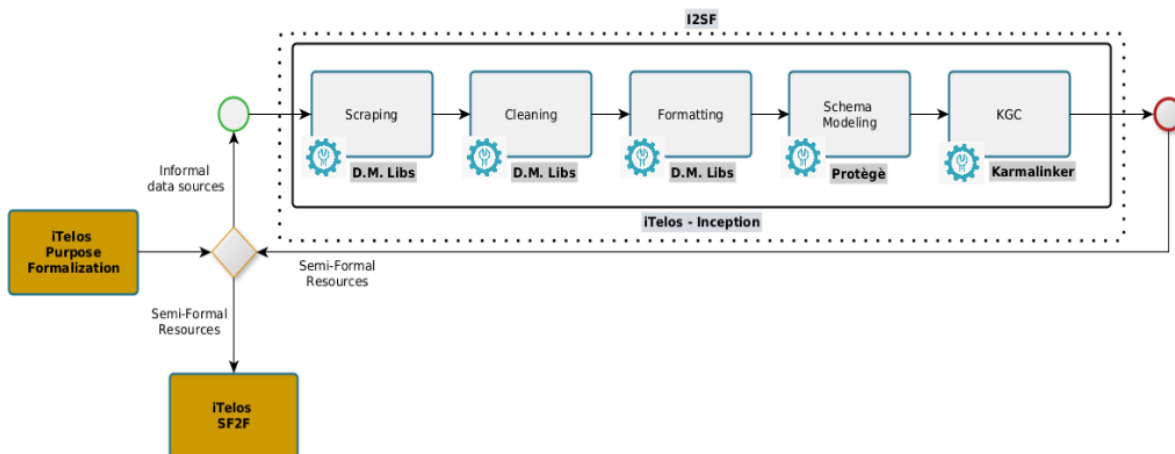 I2SF
Scraping
Cleaning
Formatting
Schema
Modeling
KGC
D.M. Libs
D.M. Libs
D.M. Libs
Protègè
Karmalinker
Informal
data sources
iTelos - Inception
iTelos
Purpose
Formalization
Semi-Formal
Resources
Semi-Formal
Resources
iTelos
SF2F